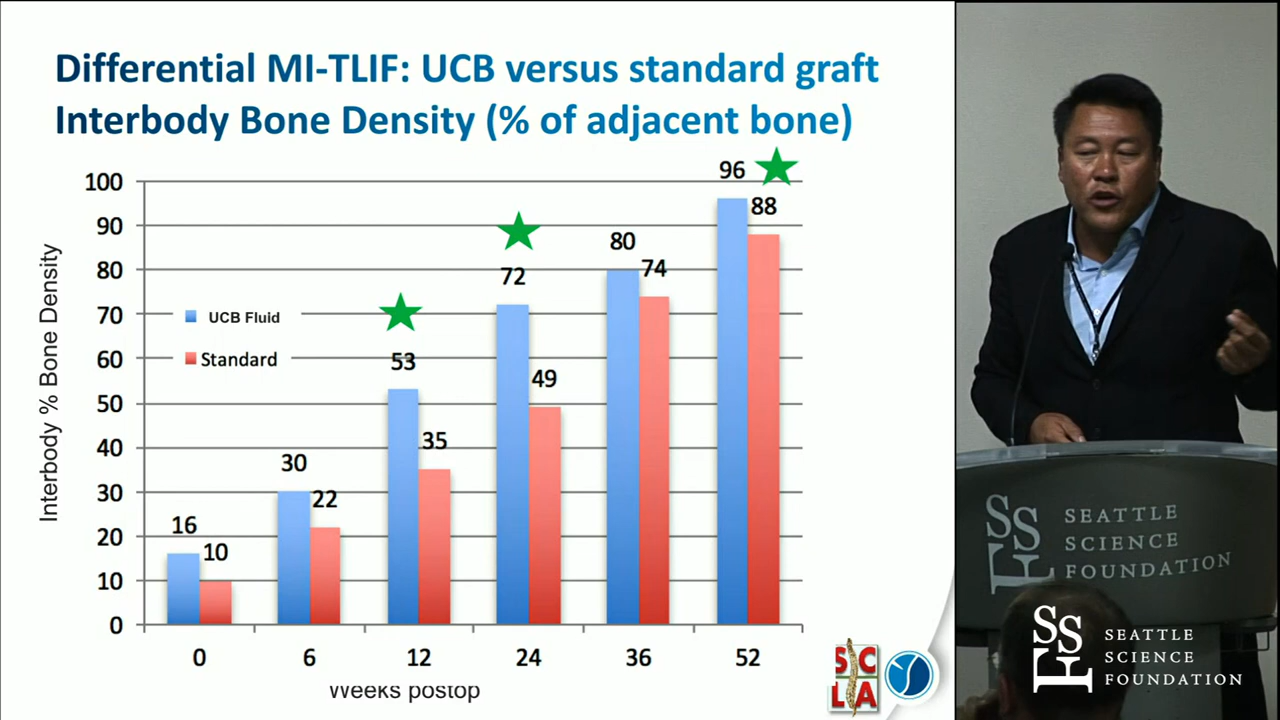 Differential MI-TLIF: UCB versus standard graft
Interbody Bone Density (% of adjacent bone)
Interbody % Bone Density
100
90
80
70
60
50
40
30
20
10
0
UCB Fluid
Standard
16
10
30
22
53
35
72
49
80
74
96
88
0 6 12 24 36 52
Weeks postop
S C
L A
SSF
SEATTLE
SCIENCE
FOUNDATION
SSF
SEATTLE
SCIENCE
FOUNDATION